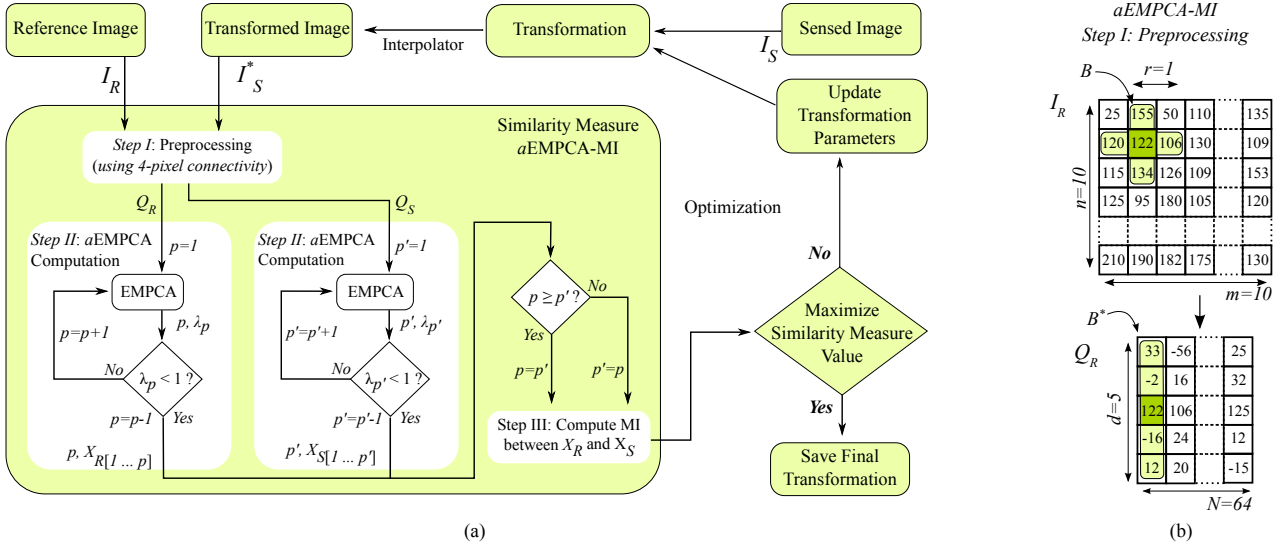 Reference Image
Transformed Image
Interpolator
Transformation
Sensed Image
I_R
I*_S
I_S
Update
Transformation
Parameters
Similarity Measure
aEMPCA-MI
Step I: Preprocessing
(using 4-pixel connectivity)
Q_R
Q_S
Step II: aEMPCA
Computation
p=1
EMPCA
p=p+1
p, λ_p
No
λ_p < 1 ?
p=p-1
Yes
p, X_R[1 ... p]
Step II: aEMPCA
Computation
p'=1
EMPCA
p'=p'+1
p', λ_p'
No
λ_p' < 1 ?
p'=p'-1
Yes
p', X_S[1 ... p']
p ≥ p' ?
No
Yes
p=p'
p'=p
Step III: Compute MI
between X_R and X_S
Optimization
No
Maximize
Similarity Measure
Value
Yes
Save Final
Transformation
(a)
aEMPCA-MI
Step I: Preprocessing
B
r=1
I_R
25 155 50 110 135
120 122 106 130 109
115 134 126 109 153
125 95 180 105 120
210 190 182 175 130
n=10
m=10
B*
Q_R
33 -56 25
-2 16 32
122 106 125
-16 24 12
12 20 -15
d=5
N=64
(b)